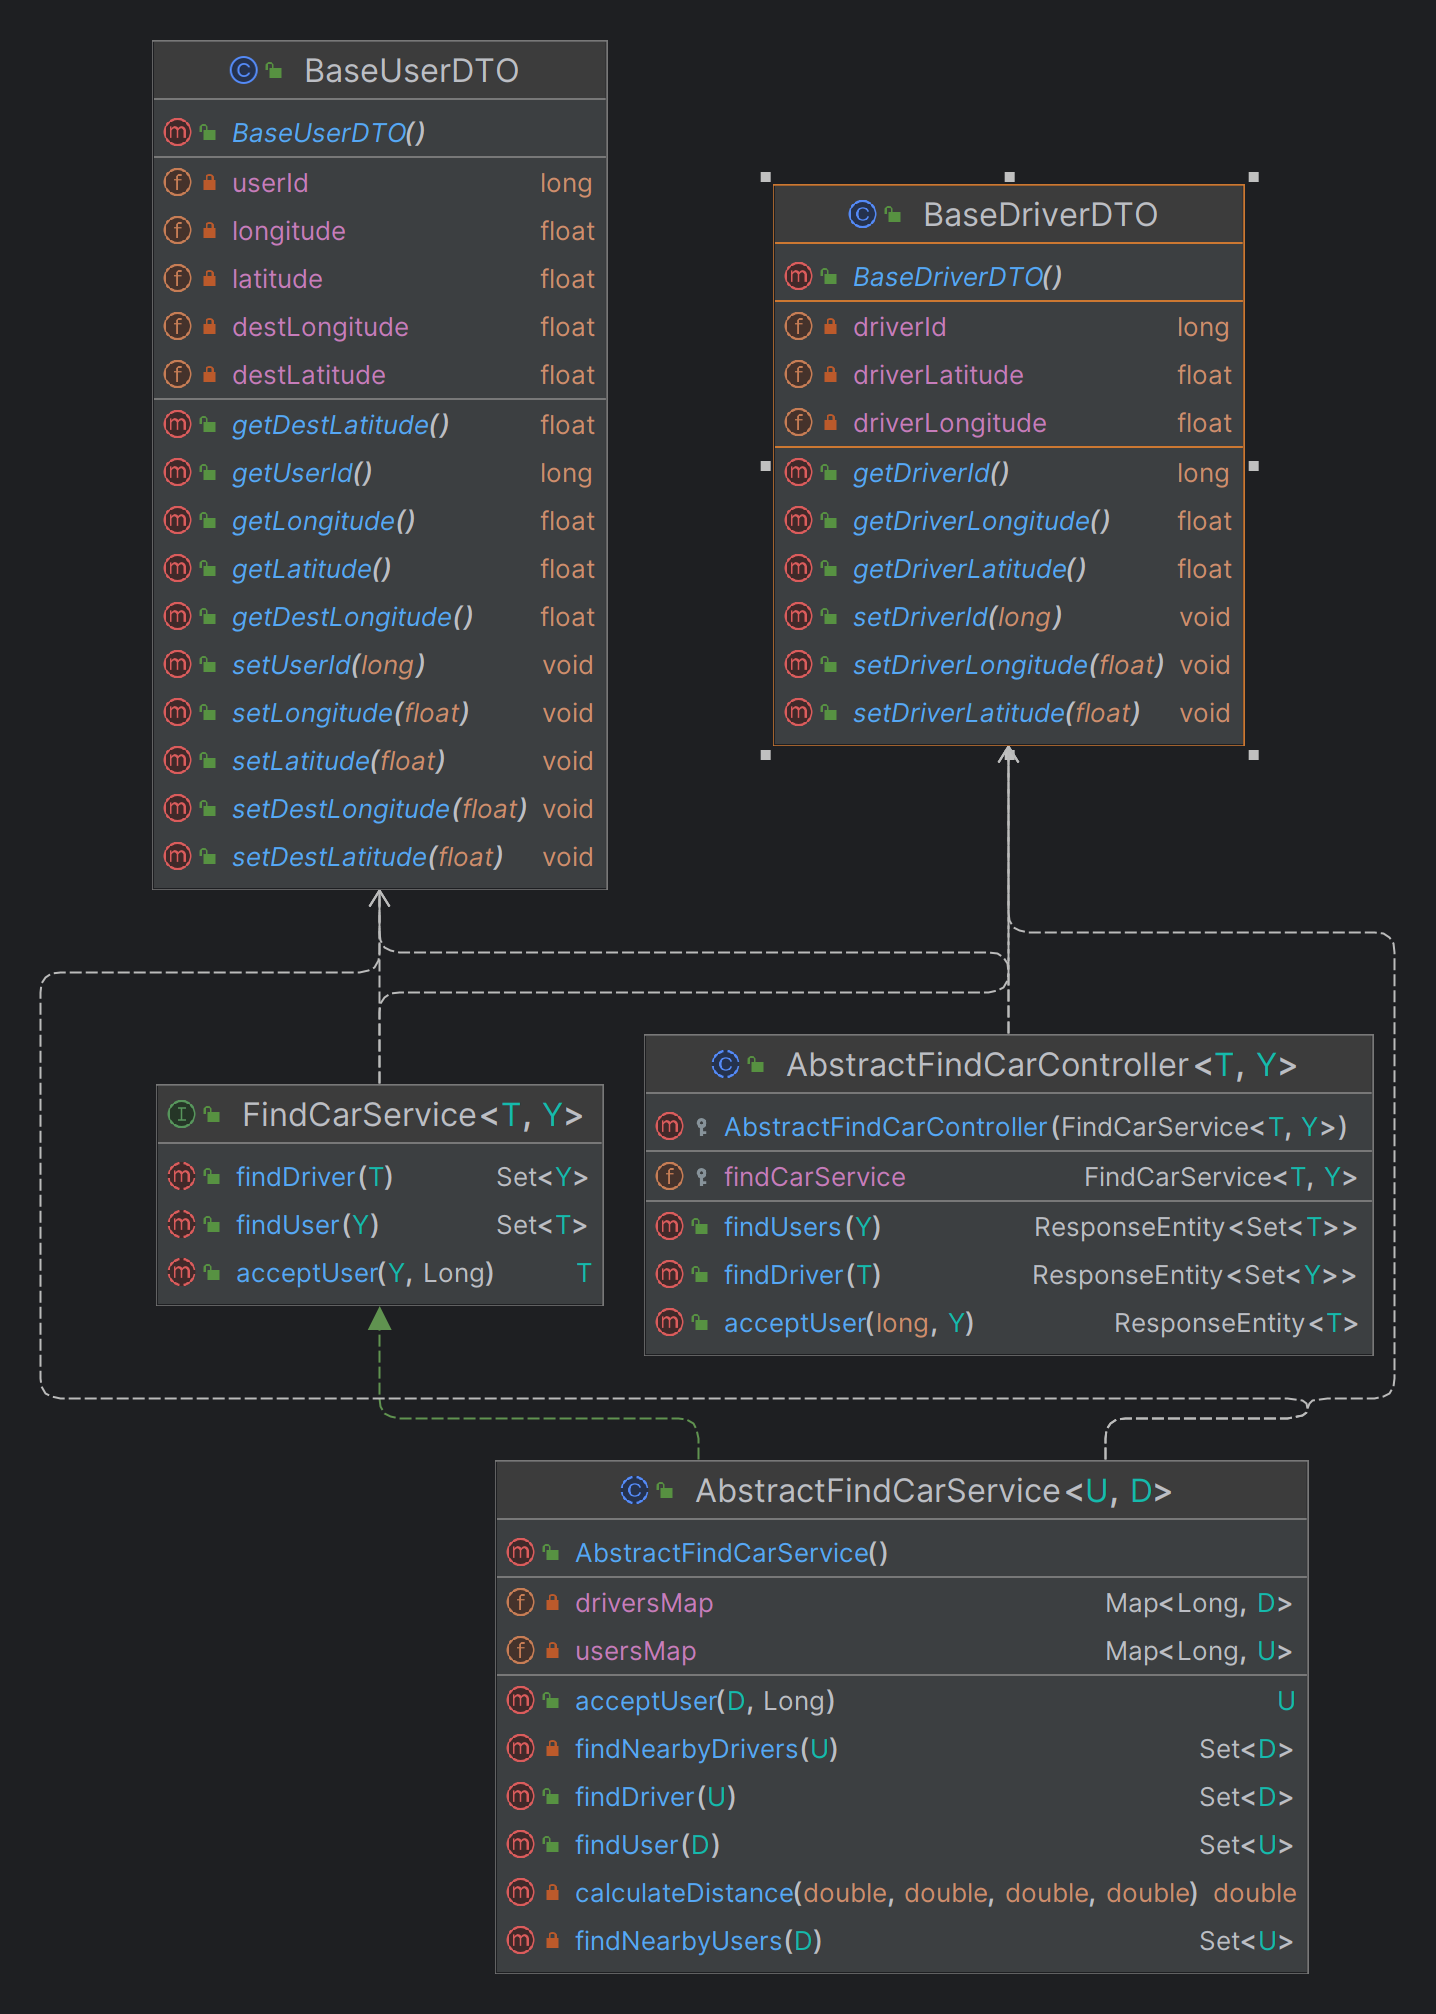 BaseUserDTO
BaseUserDTO()
userId long
longitude float
latitude float
destLongitude float
destLatitude float
getDestLatitude() float
getUserId() long
getLongitude() float
getLatitude() float
getDestLongitude() float
setUserId(long) void
setLongitude(float) void
setLatitude(float) void
setDestLongitude(float) void
setDestLatitude(float) void
BaseDriverDTO
BaseDriverDTO()
driverId long
driverLatitude float
driverLongitude float
getDriverId() long
getDriverLongitude() float
getDriverLatitude() float
setDriverId(long) void
setDriverLongitude(float) void
setDriverLatitude(float) void
FindCarService<T, Y>
findDriver(T) Set<Y>
findUser(Y) Set<T>
acceptUser(Y, Long) T
AbstractFindCarController<T, Y>
AbstractFindCarController(FindCarService<T, Y>)
findCarService FindCarService<T, Y>
findUsers(Y) ResponseEntity<Set<T>>
findDriver(T) ResponseEntity<Set<Y>>
acceptUser(long, Y) ResponseEntity<T>
AbstractFindCarService<U, D>
AbstractFindCarService()
driversMap Map<Long, D>
usersMap Map<Long, U>
acceptUser(D, Long) U
findNearbyDrivers(U) Set<D>
findDriver(U) Set<D>
findUser(D) Set<U>
calculateDistance(double, double, double, double) double
findNearbyUsers(D) Set<U>